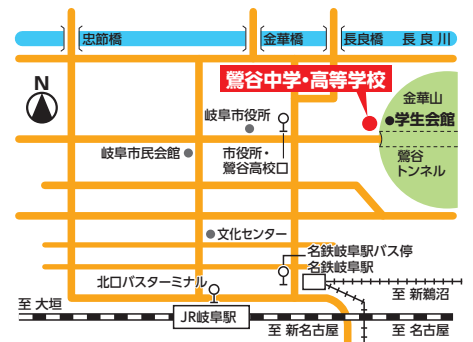 忠節橋
金華橋
長良橋
長良川
鶯谷中学・高等学校
N
金華山
学生会館
岐阜市役所
岐阜市民会館
市役所・
鶯谷高校口
鶯谷
トンネル
文化センター
名鉄岐阜駅バス停
名鉄岐阜駅
北口バスターミナル
至 新鵜沼
至 大垣
JR岐阜駅
至 新名古屋
至 名古屋